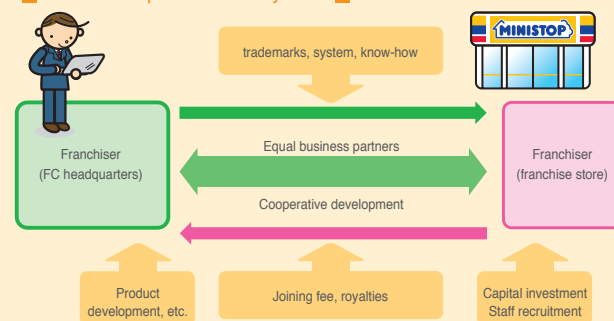 MINISTOP
trademarks, system, know-how
Franchiser
(FC headquarters)
Equal business partners
Cooperative development
Franchiser
(franchise store)
Product
development, etc.
Joining fee, royalties
Capital investment
Staff recruitment